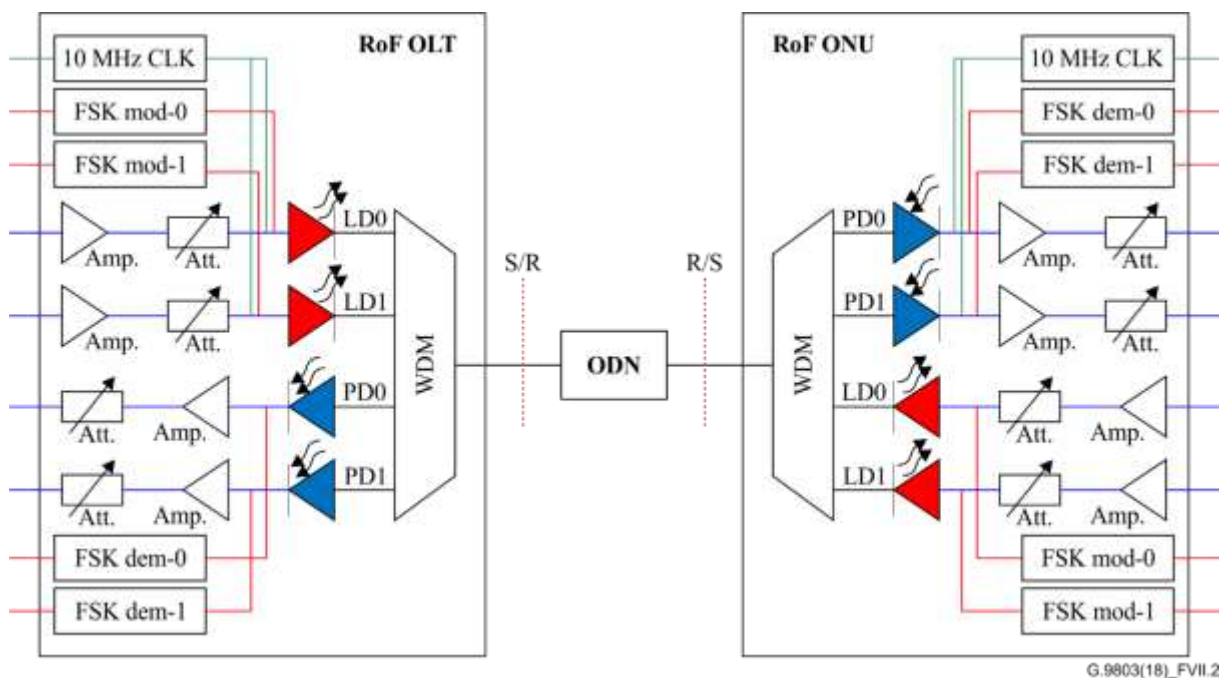 RoF OLT
10 MHz CLK
FSK mod-0
FSK mod-1
Amp.
Att.
LD0
Amp.
Att.
LD1
WDM
Att.
Amp.
PD0
Att.
Amp.
PD1
FSK dem-0
FSK dem-1
S/R
ODN
R/S
RoF ONU
10 MHz CLK
FSK dem-0
FSK dem-1
PD0
Amp.
Att.
PD1
Amp.
Att.
WDM
LD0
Att.
Amp.
LD1
Att.
Amp.
FSK mod-0
FSK mod-1
G.9803(18)_FVII.2